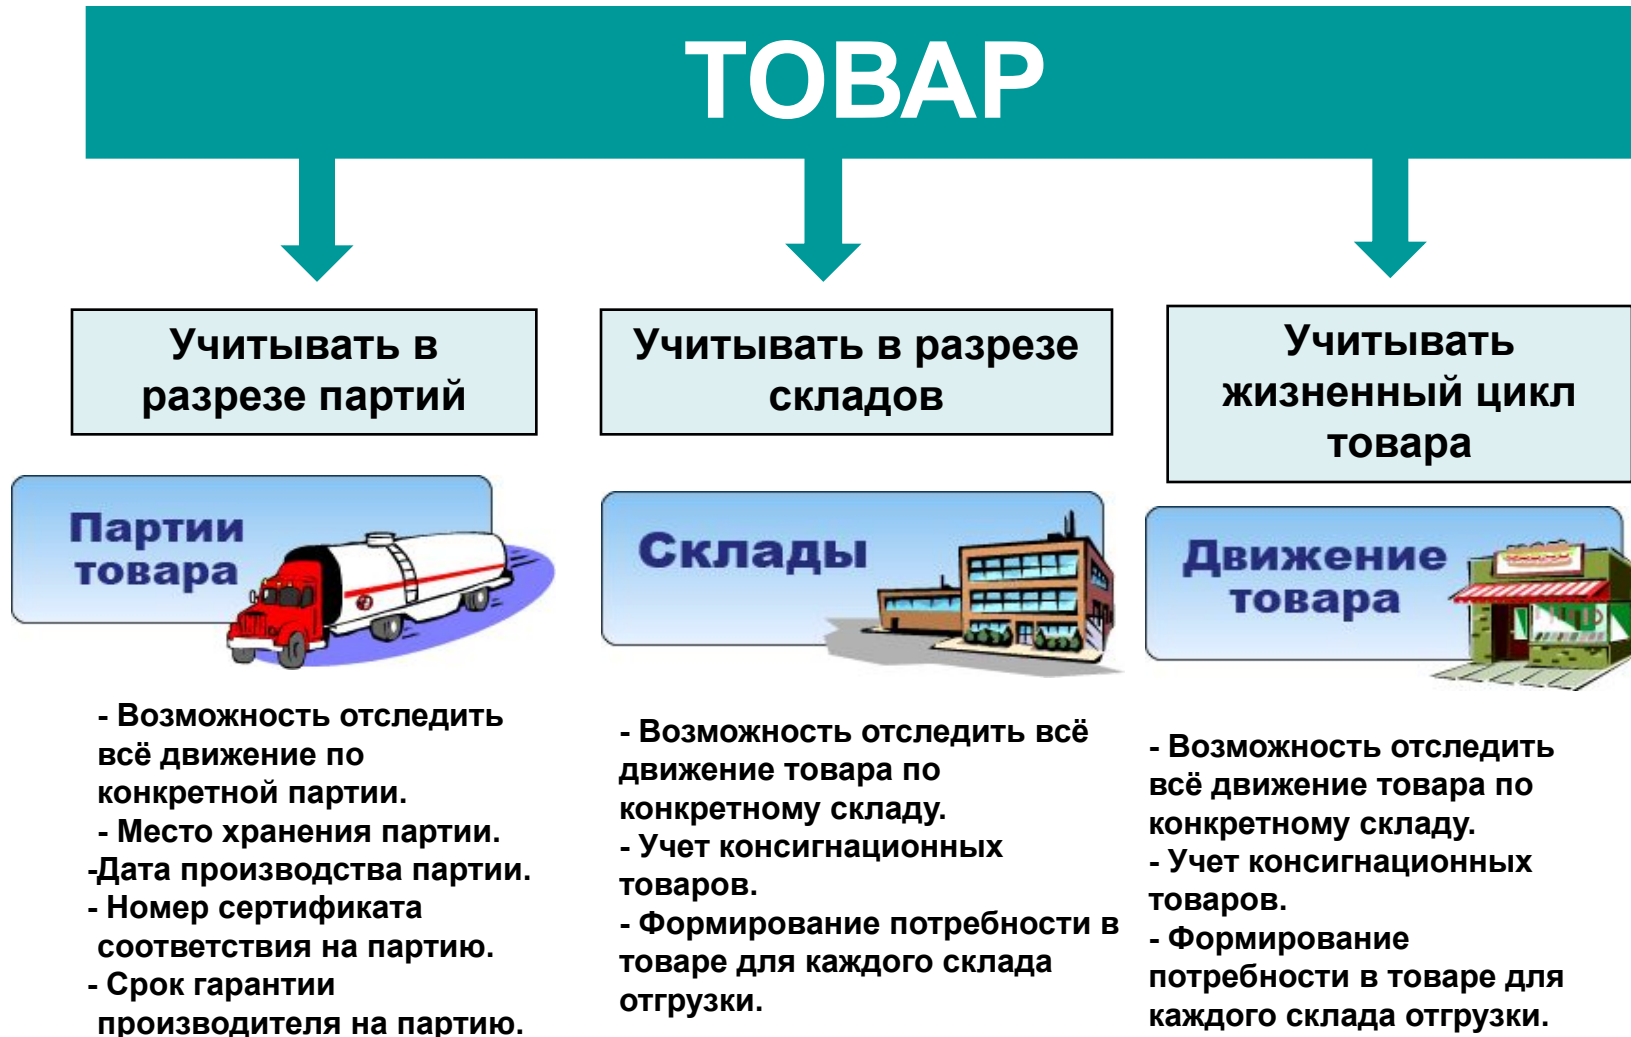 ТОВАР
Учитывать в
разрезе партий
Партии
товара
- Возможность отследить
всё движение по
конкретной партии.
- Место хранения партии.
-Дата производства партии.
- Номер сертификата
соответствия на партию.
- Срок гарантии
производителя на партию.
Учитывать в разрезе
складов
Склады
- Возможность отследить всё
движение товара по
конкретному складу.
- Учет консигнационных
товаров.
- Формирование потребности в
товаре для каждого склада
отгрузки.
Учитывать
жизненный цикл
товара
Движение
товара
- Возможность отследить
всё движение товара по
конкретному складу.
- Учет консигнационных
товаров.
- Формирование
потребности в товаре для
каждого склада отгрузки.